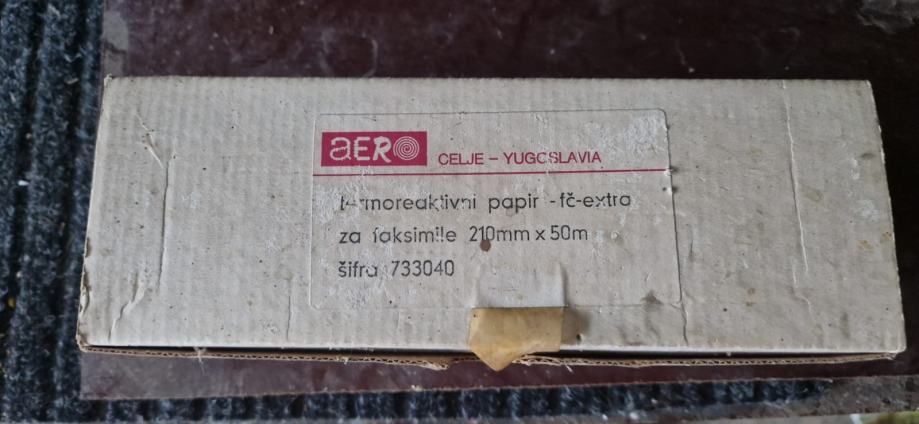 aERO
CELJE - YUGOSLAVIA
termoreaktivni papir -fč-extra
za faksimile 210mm x 50m
šifra 733040